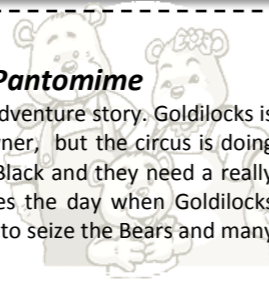 Pantomime
dventure story. Goldilocks is
ner, but the circus is doing
Black and they need a really
es the day when Goldilocks
to seize the Bears and many